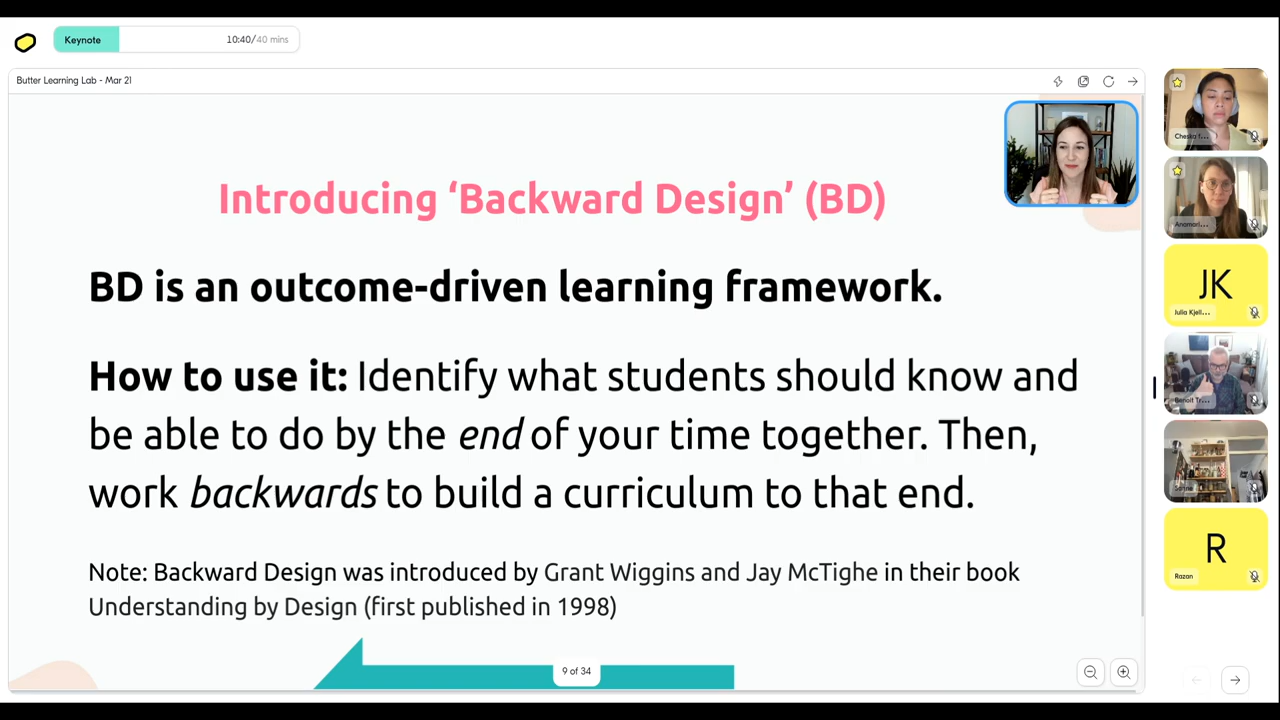 Keynote
10:40/40 mins
Butter Learning Lab - Mar 21
Introducing ‘Backward Design’ (BD)
BD is an outcome-driven learning framework.
How to use it: Identify what students should know and
be able to do by the end of your time together. Then,
work backwards to build a curriculum to that end.
Note: Backward Design was introduced by Grant Wiggins and Jay McTighe in their book
Understanding by Design (first published in 1998)
9 of 34
JK
Julia Kjell...
Benoit Tr...
R
Razan